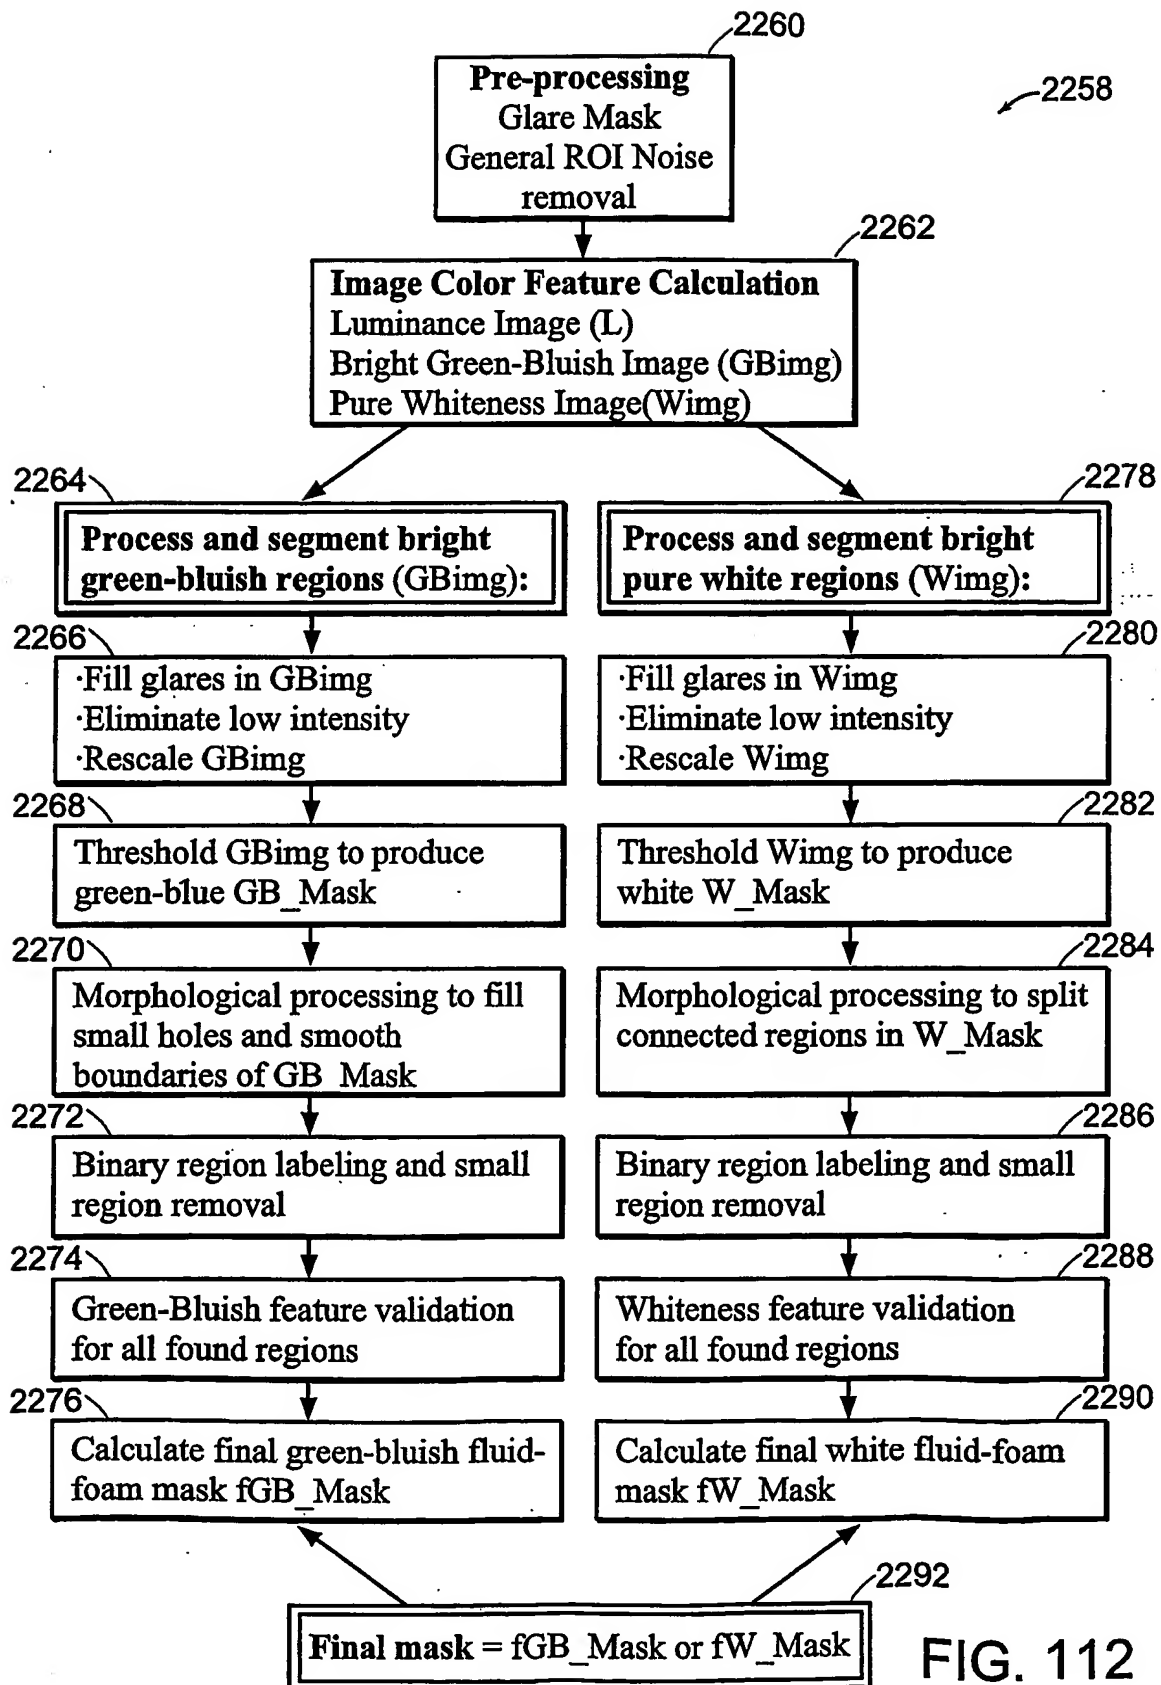 2260
Pre-processing
Glare Mask
General ROI Noise
removal
2258
2262
Image Color Feature Calculation
Luminance Image (L)
Bright Green-Bluish Image (GBimg)
Pure Whiteness Image(Wimg)
2264
Process and segment bright
green-bluish regions (GBimg):
2266
·Fill glares in GBimg
·Eliminate low intensity
·Rescale GBimg
2268
Threshold GBimg to produce
green-blue GB_Mask
2270
Morphological processing to fill
small holes and smooth
boundaries of GB_Mask
2272
Binary region labeling and small
region removal
2274
Green-Bluish feature validation
for all found regions
2276
Calculate final green-bluish fluid-
foam mask fGB_Mask
2278
Process and segment bright
pure white regions (Wimg):
2280
·Fill glares in Wimg
·Eliminate low intensity
·Rescale Wimg
2282
Threshold Wimg to produce
white W_Mask
2284
Morphological processing to split
connected regions in W_Mask
2286
Binary region labeling and small
region removal
2288
Whiteness feature validation
for all found regions
2290
Calculate final white fluid-foam
mask fW_Mask
2292
Final mask = fGB_Mask or fW_Mask
FIG. 112